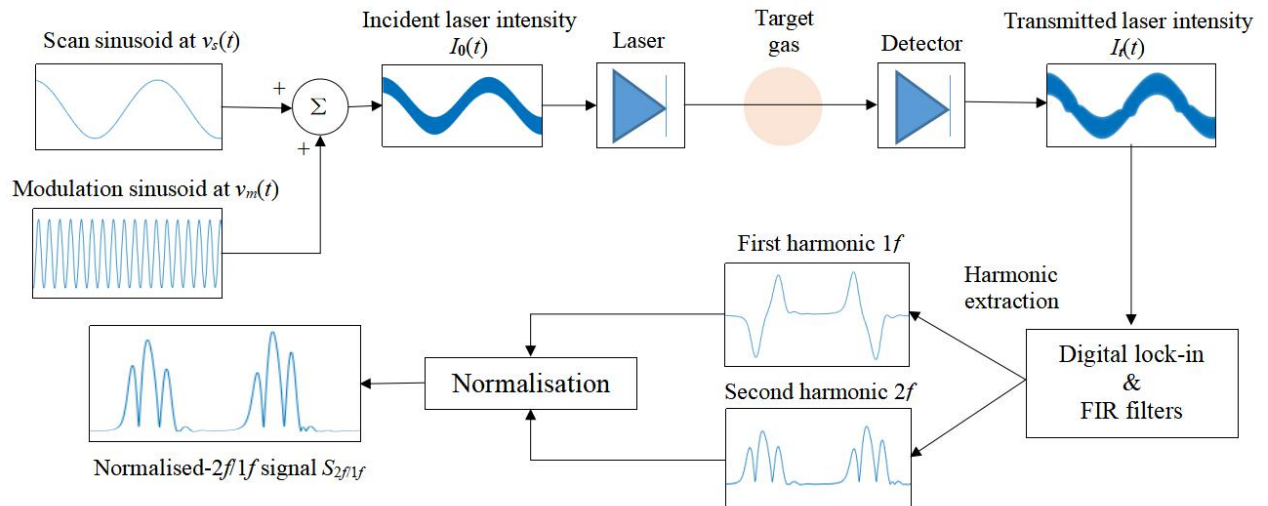 Scan sinusoid at vₛ(t)
Modulation sinusoid at vₘ(t)
+
+
Σ
Incident laser intensity
I₀(t)
Laser
Target
gas
Detector
Transmitted laser intensity
Iₜ(t)
Harmonic
extraction
Digital lock-in
&
FIR filters
First harmonic 1f
Second harmonic 2f
Normalisation
Normalised-2f/1f signal S2f/1f